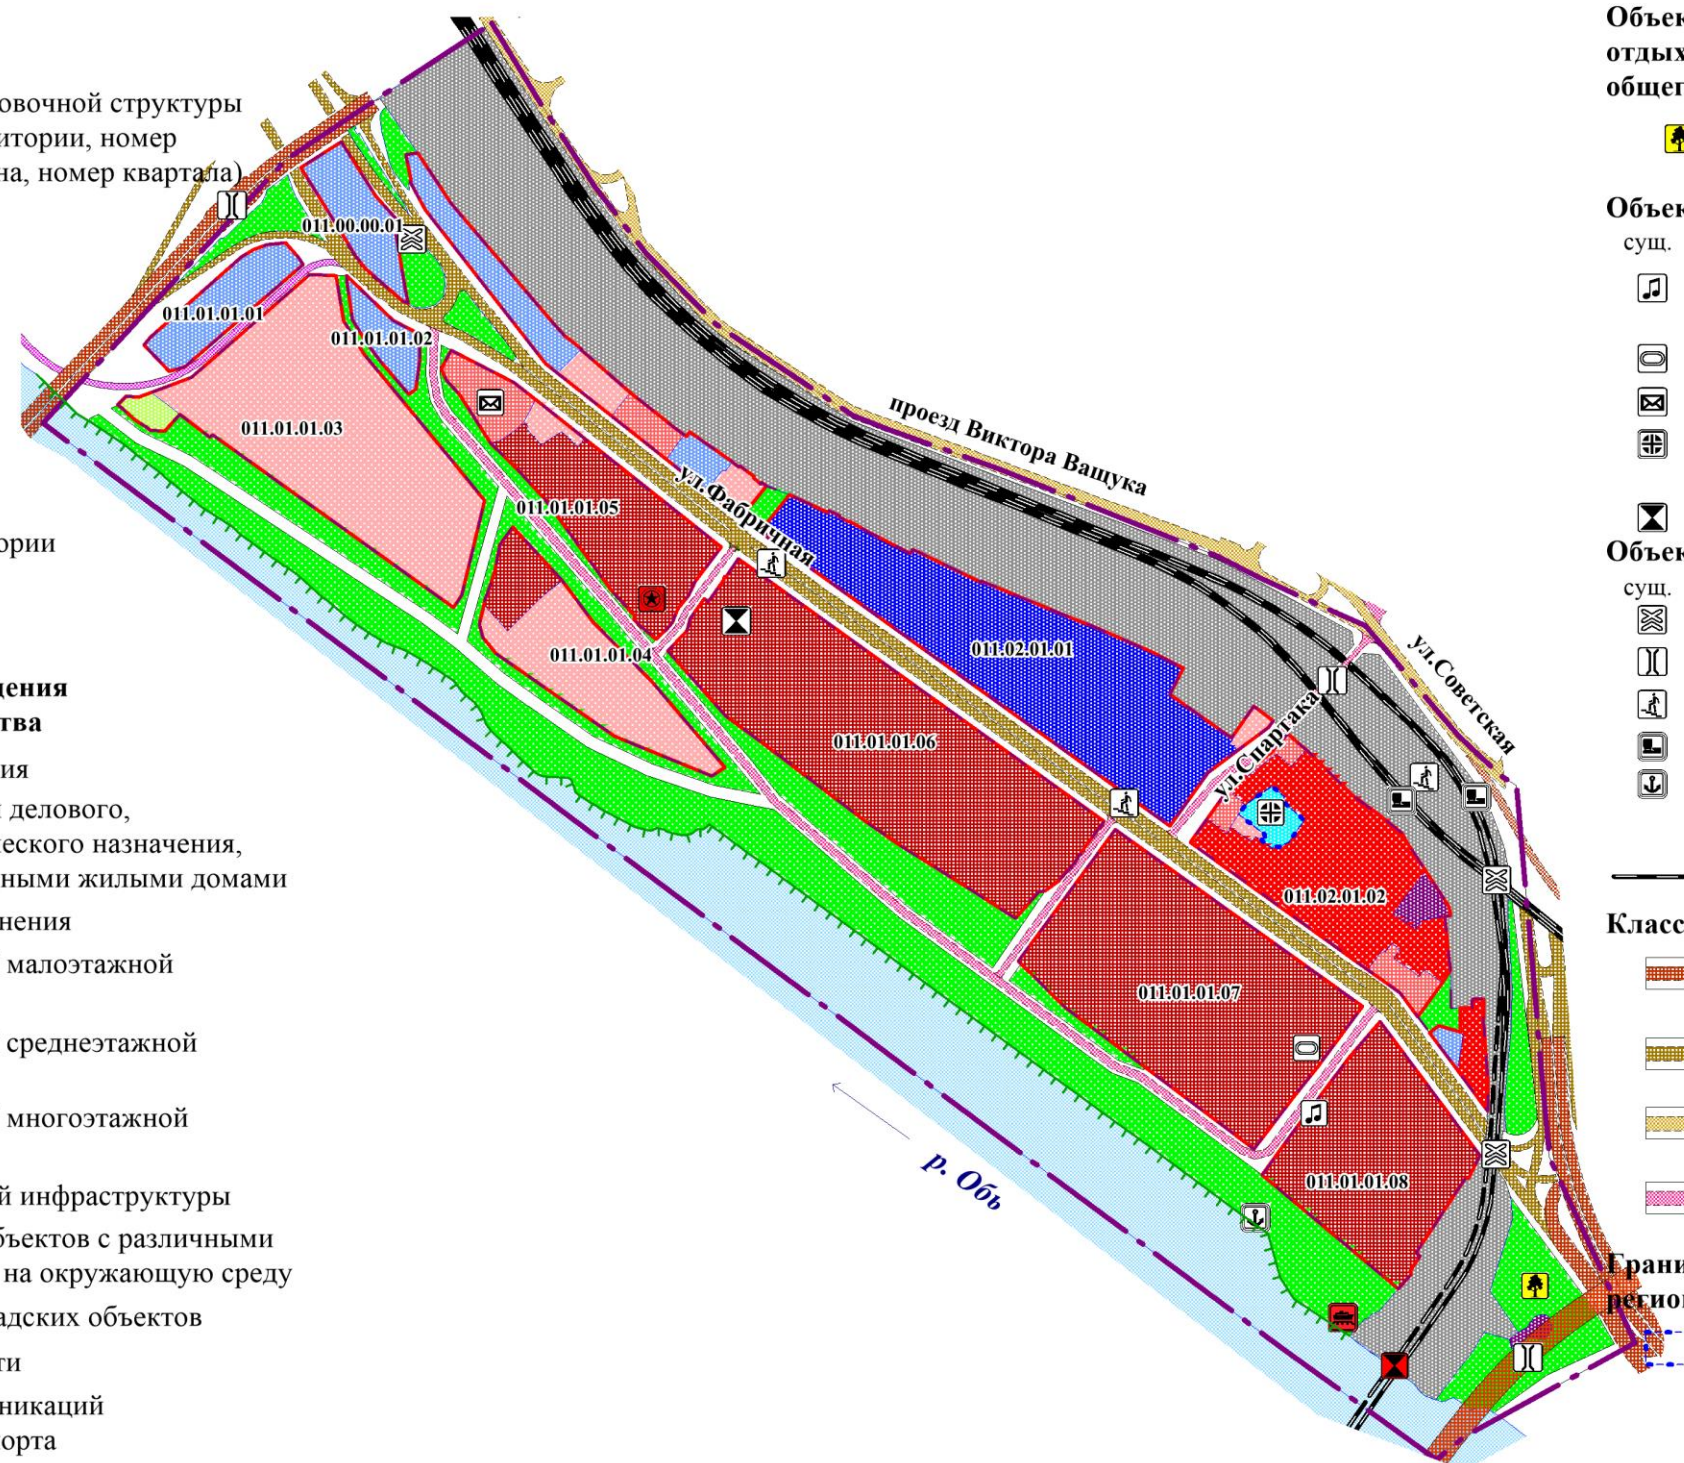 овочной структуры
итории, номер
на, номер квартала)
ории
дения
тва
ия
и делового,
еского назначения,
ными жилыми домами
нения
малоэтажной
среднеэтажной
многоэтажной
й инфраструктуры
бъектов с различными
на окружающую среду
адских объектов
ти
никаций
орта
011.00.00.01
011.01.01.01
011.01.01.02
011.01.01.03
011.01.01.05
011.01.01.04
011.01.01.06
011.02.01.01
011.02.01.02
011.01.01.07
011.01.01.08
проезд Виктора Ващука
ул.Фабричная
ул.Советская
ул.Спартака
р. Обь
Объек
отдых
общег
Объек
сущ.
Объек
сущ.
Класс
Грани
регион